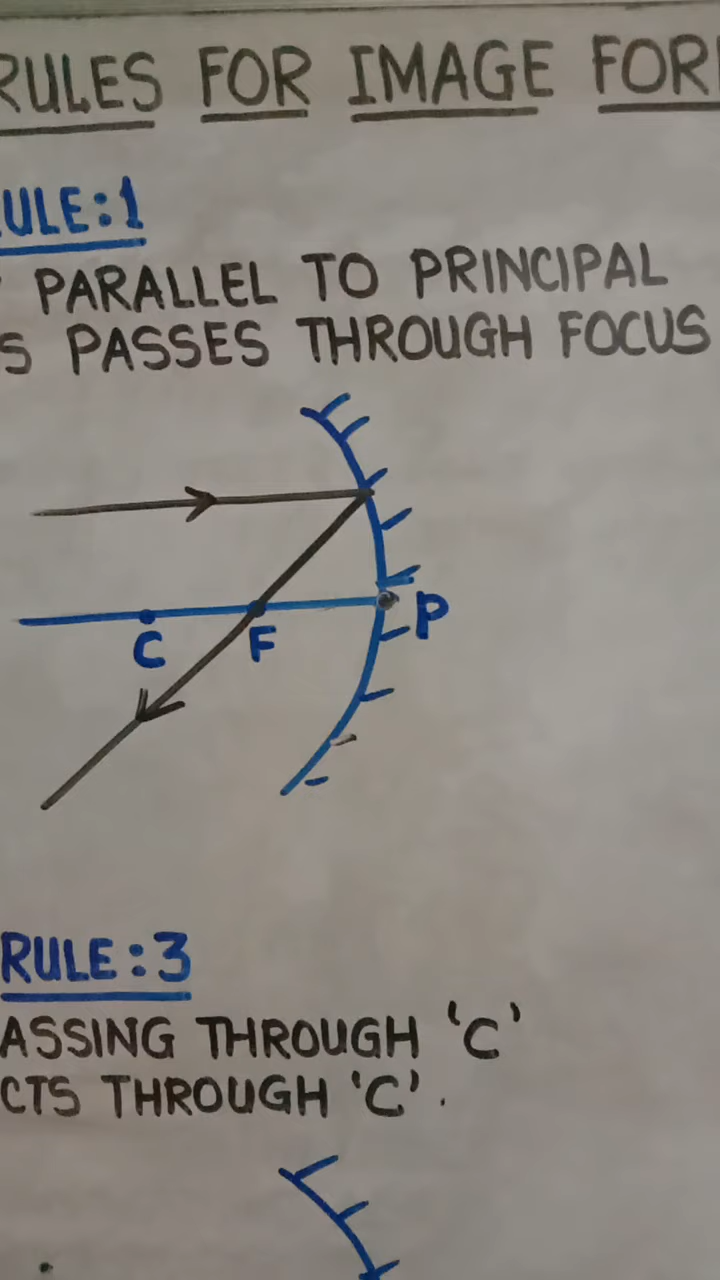 RULES FOR IMAGE FOR
ULE:1
PARALLEL TO PRINCIPAL
S PASSES THROUGH FOCUS
C
F
P
RULE:3
ASSING THROUGH 'C'
CTS THROUGH 'C'.